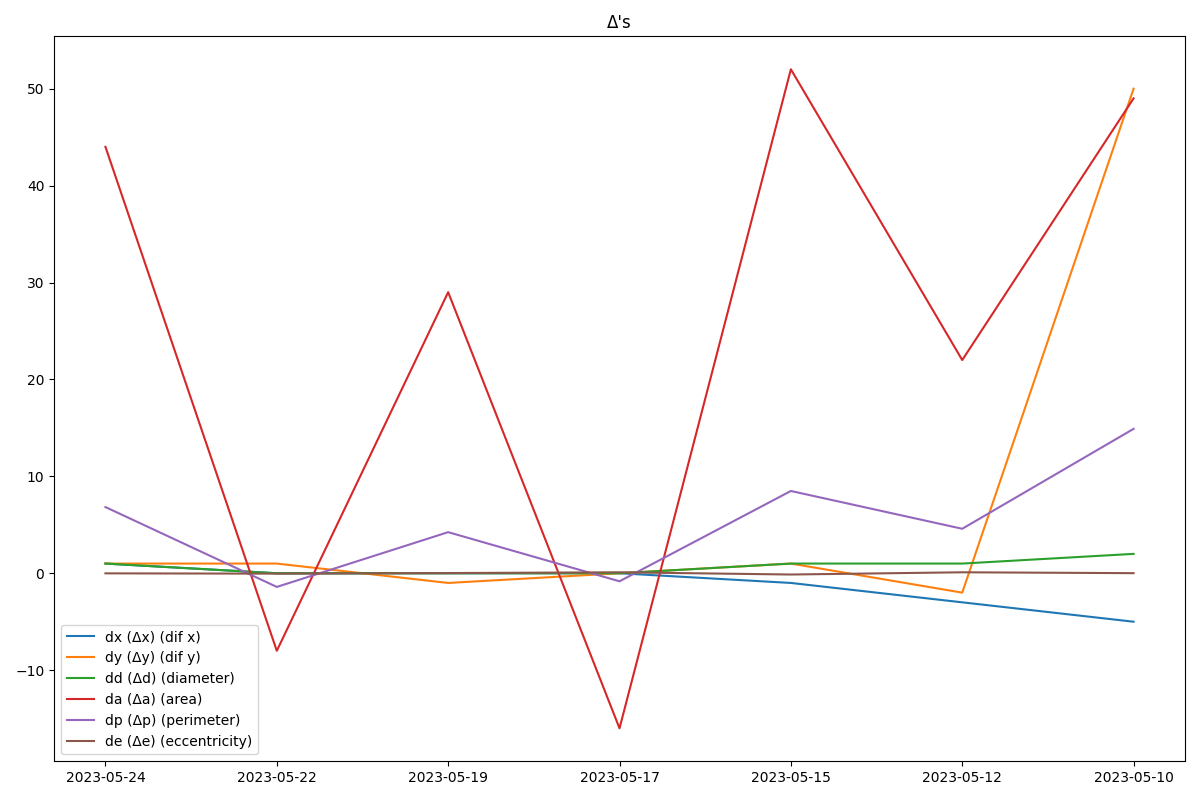 Δ's
50
40
30
20
10
0
−10
dx (Δx) (dif x)
dy (Δy) (dif y)
dd (Δd) (diameter)
da (Δa) (area)
dp (Δp) (perimeter)
de (Δe) (eccentricity)
2023-05-24 2023-05-22 2023-05-19 2023-05-17 2023-05-15 2023-05-12 2023-05-10